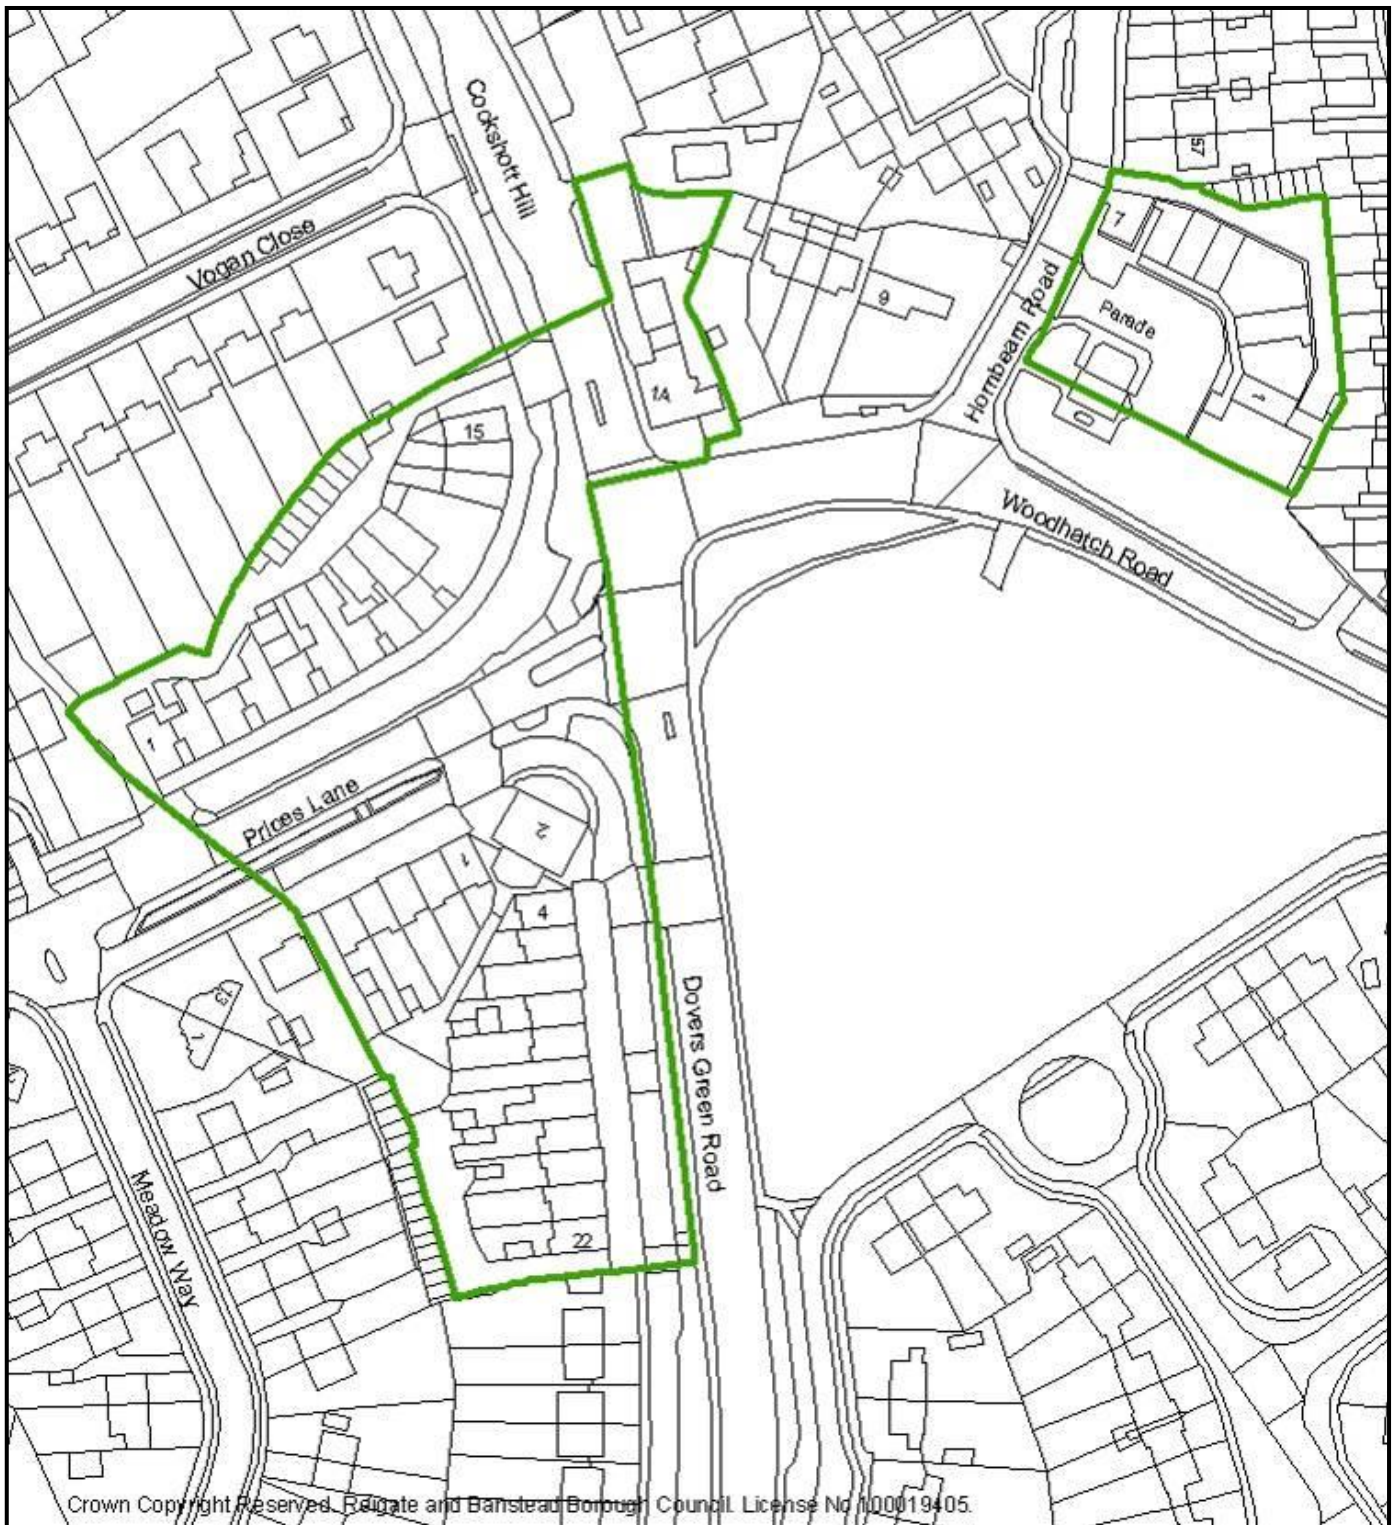 Cockshott Hill
57
Vogan Close
7
9
Hornbeam Road
Parade
1
1A
15
Woodhatch Road
1
Prices Lane
2
1
4
13
7
Dovers Green Road
22
Meadow Way
Crown Copyright Reserved. Reigate and Banstead Borough Council. License No 100019405.